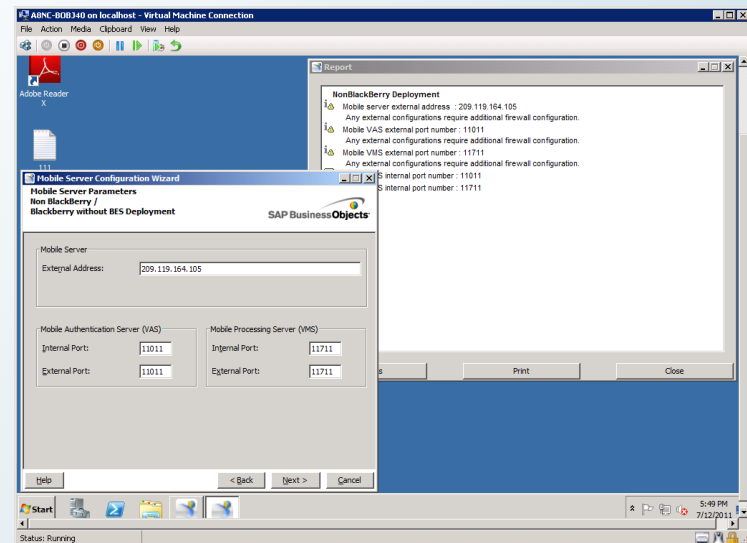 A8NC-BOBJ40 on localhost - Virtual Machine Connection
File Action Media Clipboard View Help
Adobe Reader
X
111
Report
NonBlackBerry Deployment
Mobile server external address : 209.119.164.105
Any external configurations require additional firewall configuration.
Mobile VAS external port number : 11011
Any external configurations require additional firewall configuration.
Mobile VMS external port number : 11711
Any external configurations require additional firewall configuration.
S internal port number : 11011
S internal port number : 11711
Print
Close
Mobile Server Configuration Wizard
Mobile Server Parameters
Non BlackBerry /
Blackberry without BES Deployment
SAP BusinessObjects
Mobile Server
External Address:
209.119.164.105
Mobile Authentication Server (VAS)
Internal Port:
11011
External Port:
11011
Mobile Processing Server (VMS)
Internal Port:
11711
External Port:
11711
Help
< Back
Next >
Cancel
Start
5:49 PM
7/12/2011
Status: Running